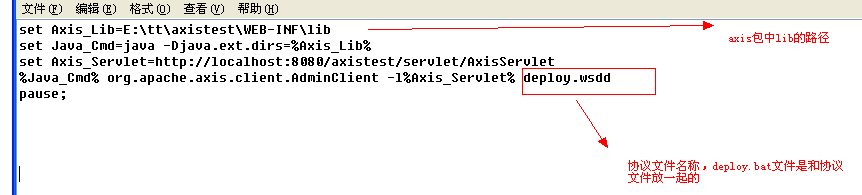 文件(F) 编辑(E) 格式(O) 查看(V) 帮助(H)
set Axis_Lib=E:\tt\axistest\WEB-INF\lib
axis包中lib的路径
set Java_Cmd=java -Djava.ext.dirs=%Axis_Lib%
set Axis_Servlet=http://localhost:8080/axistest/servlet/AxisServlet
%Java_Cmd% org.apache.axis.client.AdminClient -l%Axis_Servlet% deploy.wsdd
pause;
协议文件名称，deploy.bat文件是和协议
文件放一起的